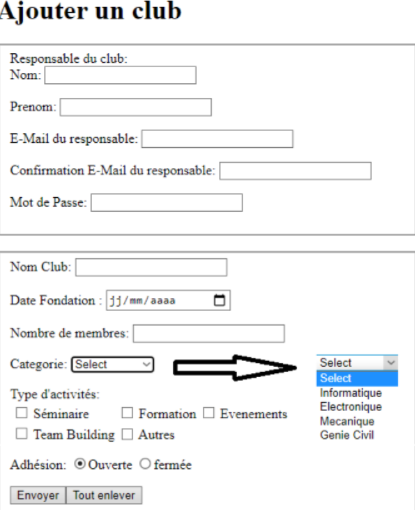 Ajouter un club
Responsable du club:
Nom:
Prenom:
E-Mail du responsable:
Confirmation E-Mail du responsable:
Mot de Passe:
Nom Club:
Date Fondation : jj/mm/aaaa
Nombre de membres:
Categorie: Select
Select
Select
Informatique
Electronique
Mecanique
Genie Civil
Type d'activités:
Séminaire Formation Evenements
Team Building Autres
Adhésion: Ouverte fermée
Envoyer Tout enlever